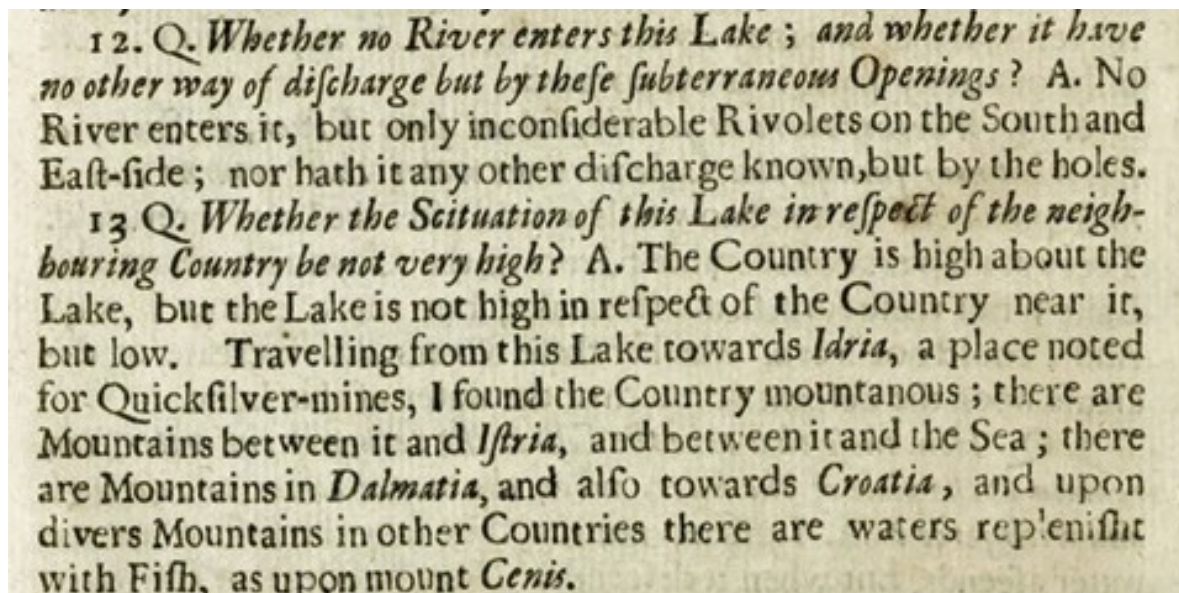 12. Q. Whether no River enters this Lake ; and whether it have
no other way of diſcharge but by theſe ſubterraneous Openings ? A. No
River enters it, but only inconſiderable Rivolets on the South and
Eaſt-ſide ; nor hath it any other diſcharge known, but by the holes.
13 Q. Whether the Scituation of this Lake in reſpect of the neigh-
bouring Country be not very high ? A. The Country is high about the
Lake, but the Lake is not high in reſpect of the Country near it,
but low. Travelling from this Lake towards Idria, a place noted
for Quickſilver-mines, I found the Country mountanous ; there are
Mountains between it and Iſtria, and between it and the Sea ; there
are Mountains in Dalmatia, and alſo towards Croatia, and upon
divers Mountains in other Countries there are waters repleniſht
with Fiſh, as upon mount Cenis.